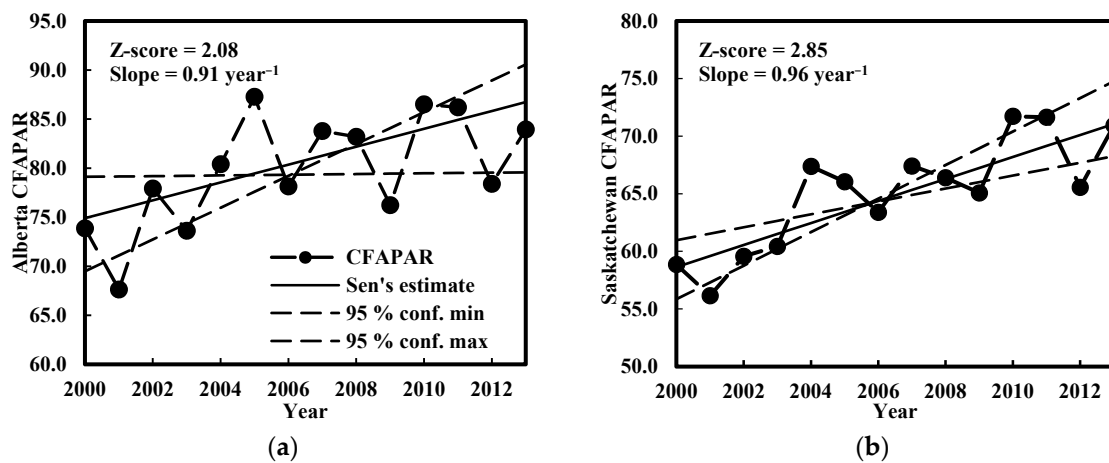 95.0
90.0
85.0
80.0
75.0
70.0
65.0
60.0
Alberta CFAPAR
Z-score = 2.08
Slope = 0.91 year⁻¹
CFAPAR
Sen's estimate
95 % conf. min
95 % conf. max
2000 2002 2004 2006 2008 2010 2012
Year
(a)
80.0
75.0
70.0
65.0
60.0
55.0
50.0
Saskatchewan CFAPAR
Z-score = 2.85
Slope = 0.96 year⁻¹
2000 2002 2004 2006 2008 2010 2012
Year
(b)